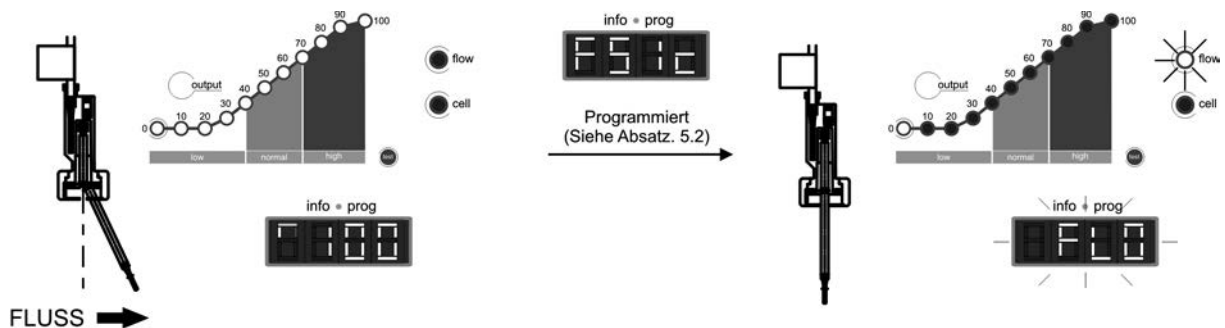 0
10
20
30
40
50
60
70
80
90
100
output
low normal high
test
flow
cell
info • prog
FLUSS
info • prog
Programmiert
(Siehe Absatz. 5.2)
0
10
20
30
40
50
60
70
80
90
100
output
low normal high
test
flow
cell
info • prog
FLO